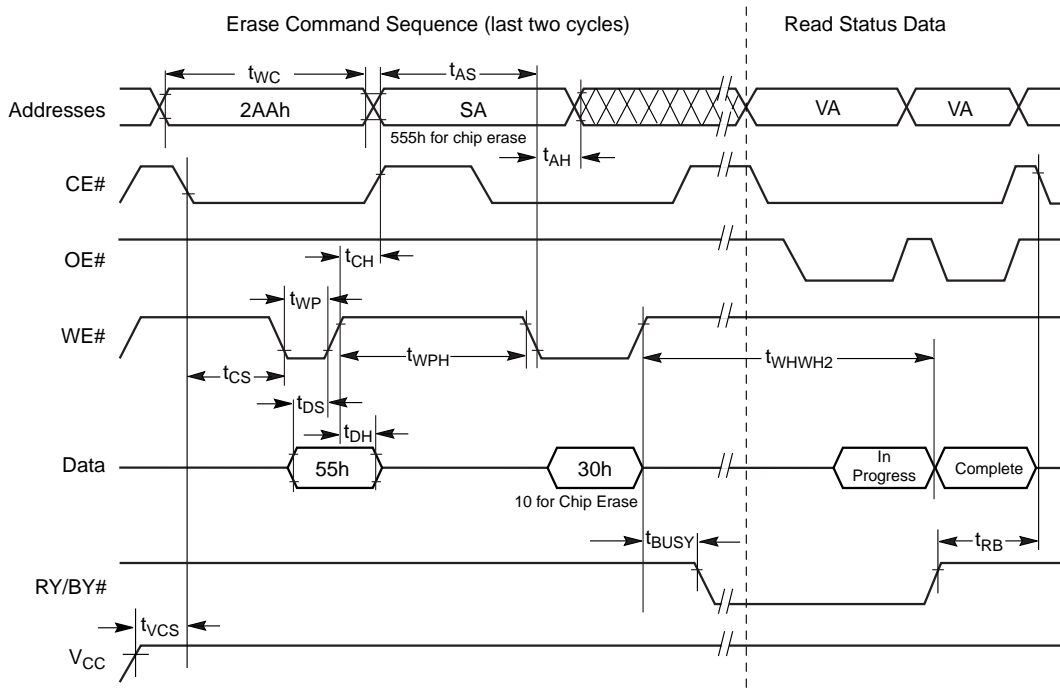 Erase Command Sequence (last two cycles)
Read Status Data
tWC
tAS
Addresses
2AAh
SA
VA
VA
555h for chip erase
tAH
CE#
OE#
tCH
tWP
WE#
tWPH
tWHWH2
tCS
tDS
tDH
Data
55h
30h
In
Progress
Complete
10 for Chip Erase
tBUSY
tRB
RY/BY#
tVCS
VCC